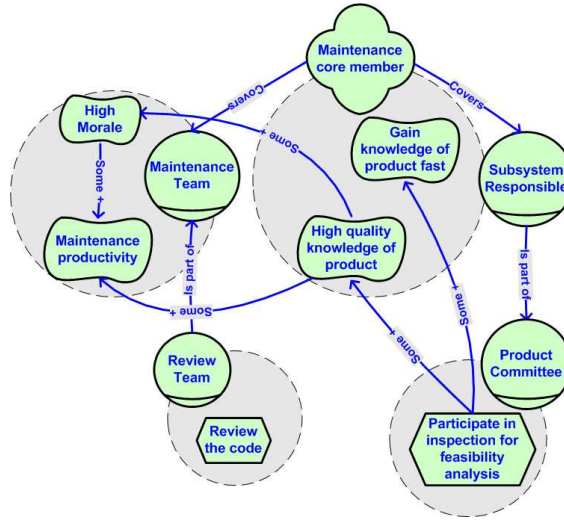 Maintenance
core member
Covers
Covers
High
Morale
Some +
Some +
Maintenance
Team
Gain
knowledge of
product fast
Subsystem
Responsible
Maintenance
productivity
High quality
knowledge of
product
Is part of
Is part of
Some +
Some +
Some +
Review
Team
Product
Committee
Review
the code
Participate in
inspection for
feasibility
analysis